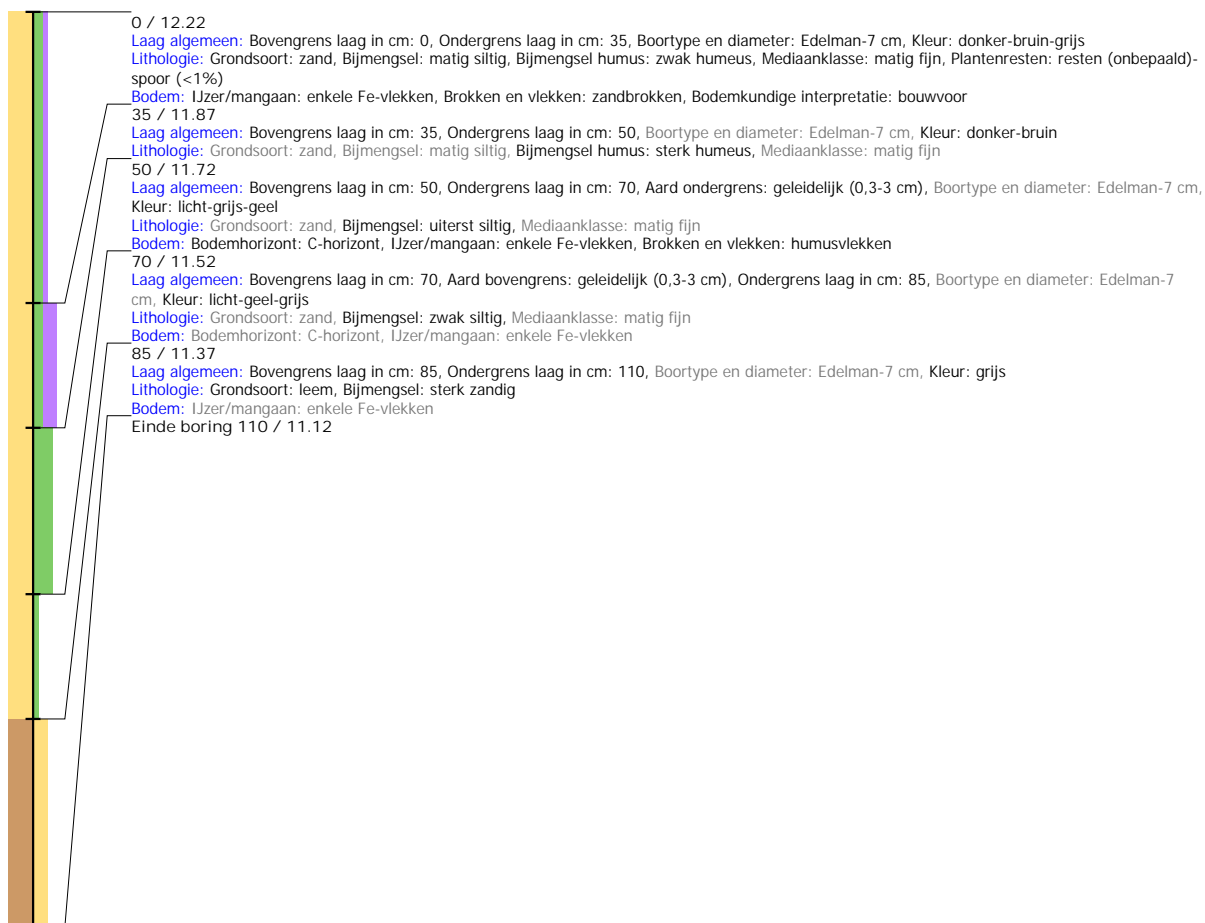 0 / 12.22
Laag algemeen: Bovengrens laag in cm: 0, Ondergrens laag in cm: 35, Boortype en diameter: Edelman-7 cm, Kleur: donker-bruin-grijs
Lithologie: Grondsoort: zand, Bijmengsel: matig siltig, Bijmengsel humus: zwak humeus, Mediaanklasse: matig fijn, Plantenresten: resten (onbepaald)-
spoor (<1%)
Bodem: IJzer/mangaan: enkele Fe-vlekken, Brokken en vlekken: zandbrokken, Bodemkundige interpretatie: bouwvoor
35 / 11.87
Laag algemeen: Bovengrens laag in cm: 35, Ondergrens laag in cm: 50, Boortype en diameter: Edelman-7 cm, Kleur: donker-bruin
Lithologie: Grondsoort: zand, Bijmengsel: matig siltig, Bijmengsel humus: sterk humeus, Mediaanklasse: matig fijn
50 / 11.72
Laag algemeen: Bovengrens laag in cm: 50, Ondergrens laag in cm: 70, Aard ondergrens: geleidelijk (0,3-3 cm), Boortype en diameter: Edelman-7 cm,
Kleur: licht-grijs-geel
Lithologie: Grondsoort: zand, Bijmengsel: uiterst siltig, Mediaanklasse: matig fijn
Bodem: Bodemhorizont: C-horizont, IJzer/mangaan: enkele Fe-vlekken, Brokken en vlekken: humusvlekken
70 / 11.52
Laag algemeen: Bovengrens laag in cm: 70, Aard bovengrens: geleidelijk (0,3-3 cm), Ondergrens laag in cm: 85, Boortype en diameter: Edelman-7
cm, Kleur: licht-geel-grijs
Lithologie: Grondsoort: zand, Bijmengsel: zwak siltig, Mediaanklasse: matig fijn
Bodem: Bodemhorizont: C-horizont, IJzer/mangaan: enkele Fe-vlekken
85 / 11.37
Laag algemeen: Bovengrens laag in cm: 85, Ondergrens laag in cm: 110, Boortype en diameter: Edelman-7 cm, Kleur: grijs
Lithologie: Grondsoort: leem, Bijmengsel: sterk zandig
Bodem: IJzer/mangaan: enkele Fe-vlekken
Einde boring 110 / 11.12